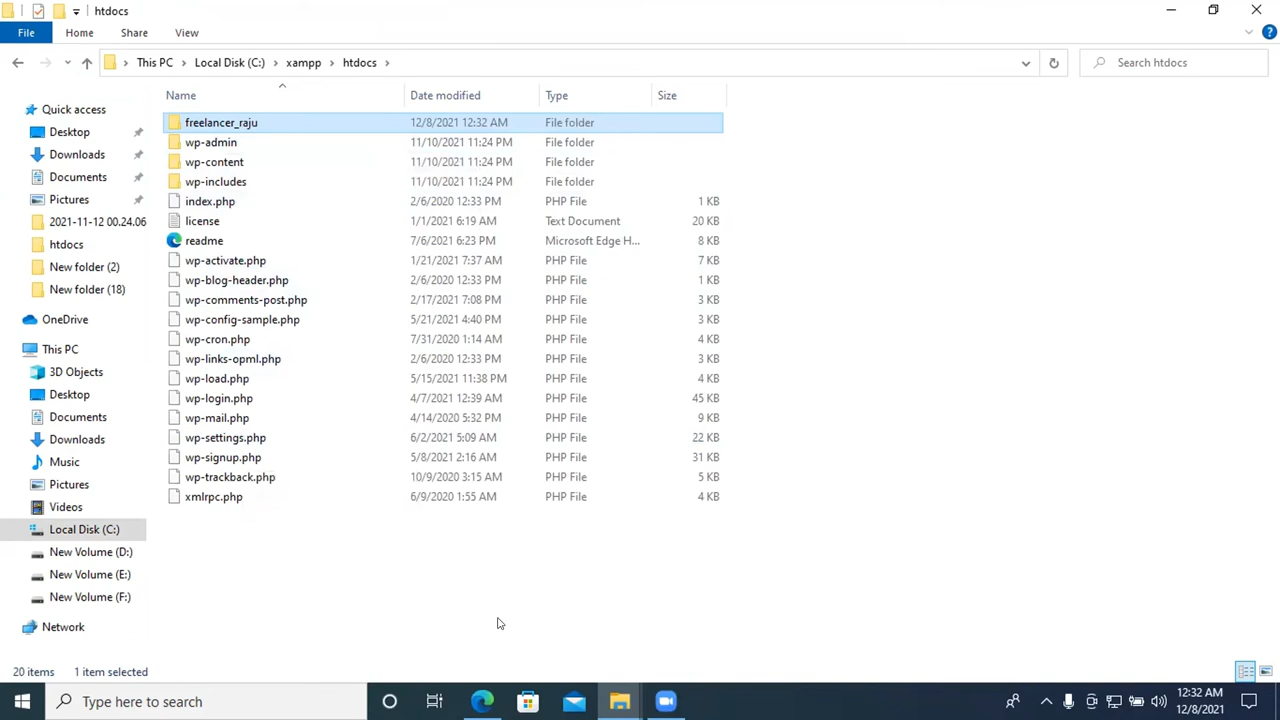 htdocs
File Home Share View
This PC Local Disk (C:) xampp htdocs
Search htdocs
Name Date modified Type Size
Quick access
Desktop
Downloads
Documents
Pictures
2021-11-12 00.24.06
htdocs
New folder (2)
New folder (18)
OneDrive
This PC
3D Objects
Desktop
Documents
Downloads
Music
Pictures
Videos
Local Disk (C:)
New Volume (D:)
New Volume (E:)
New Volume (F:)
Network
freelancer_raju 12/8/2021 12:32 AM File folder
wp-admin 11/10/2021 11:24 PM File folder
wp-content 11/10/2021 11:24 PM File folder
wp-includes 11/10/2021 11:24 PM File folder
index.php 2/6/2020 12:33 PM PHP File 1 KB
license 1/1/2021 6:19 AM Text Document 20 KB
readme 7/6/2021 6:23 PM Microsoft Edge H... 8 KB
wp-activate.php 1/21/2021 7:37 AM PHP File 7 KB
wp-blog-header.php 2/6/2020 12:33 PM PHP File 1 KB
wp-comments-post.php 2/17/2021 7:08 PM PHP File 3 KB
wp-config-sample.php 5/21/2021 4:40 PM PHP File 3 KB
wp-cron.php 7/31/2020 1:14 AM PHP File 4 KB
wp-links-opml.php 2/6/2020 12:33 PM PHP File 3 KB
wp-load.php 5/15/2021 11:38 PM PHP File 4 KB
wp-login.php 4/7/2021 12:39 AM PHP File 45 KB
wp-mail.php 4/14/2020 5:32 PM PHP File 9 KB
wp-settings.php 6/2/2021 5:09 AM PHP File 22 KB
wp-signup.php 5/8/2021 2:16 AM PHP File 31 KB
wp-trackback.php 10/9/2020 3:15 AM PHP File 5 KB
xmlrpc.php 6/9/2020 1:55 AM PHP File 4 KB
20 items 1 item selected
Type here to search
12:32 AM
12/8/2021